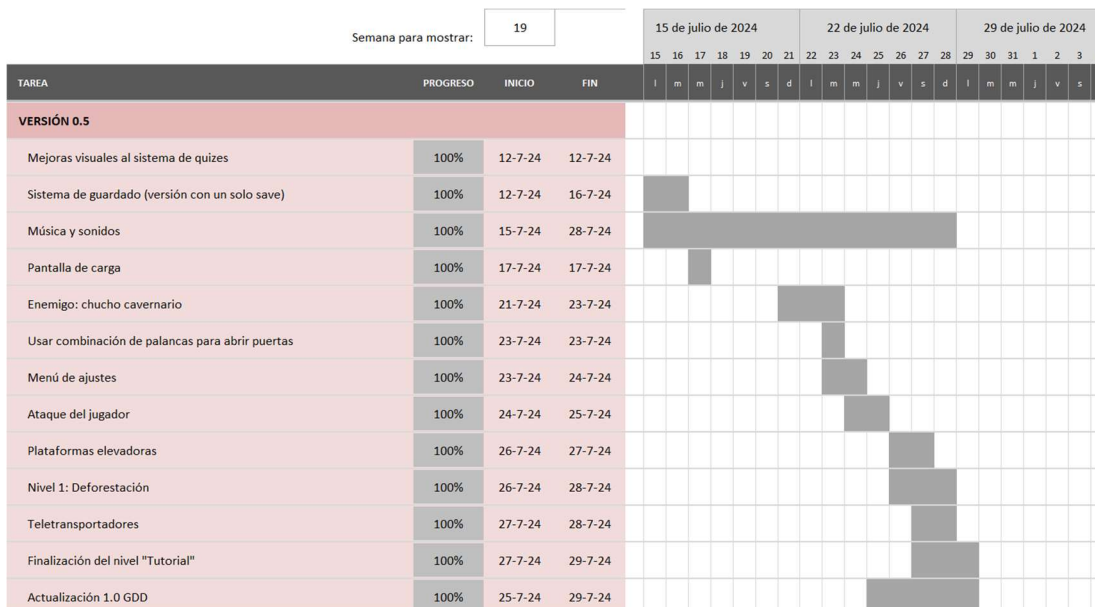 Semana para mostrar: 19
15 de julio de 2024 22 de julio de 2024 29 de julio de 2024
15 16 17 18 19 20 21 22 23 24 25 26 27 28 29 30 31 1 2 3
TAREA PROGRESO INICIO FIN l m m j v s d l m m j v s d l m m j v s
VERSIÓN 0.5
Mejoras visuales al sistema de quizes 100% 12-7-24 12-7-24
Sistema de guardado (versión con un solo save) 100% 12-7-24 16-7-24
Música y sonidos 100% 15-7-24 28-7-24
Pantalla de carga 100% 17-7-24 17-7-24
Enemigo: chucho cavernario 100% 21-7-24 23-7-24
Usar combinación de palancas para abrir puertas 100% 23-7-24 23-7-24
Menú de ajustes 100% 23-7-24 24-7-24
Ataque del jugador 100% 24-7-24 25-7-24
Plataformas elevadoras 100% 26-7-24 27-7-24
Nivel 1: Deforestación 100% 26-7-24 28-7-24
Teletransportadores 100% 27-7-24 28-7-24
Finalización del nivel "Tutorial" 100% 27-7-24 29-7-24
Actualización 1.0 GDD 100% 25-7-24 29-7-24